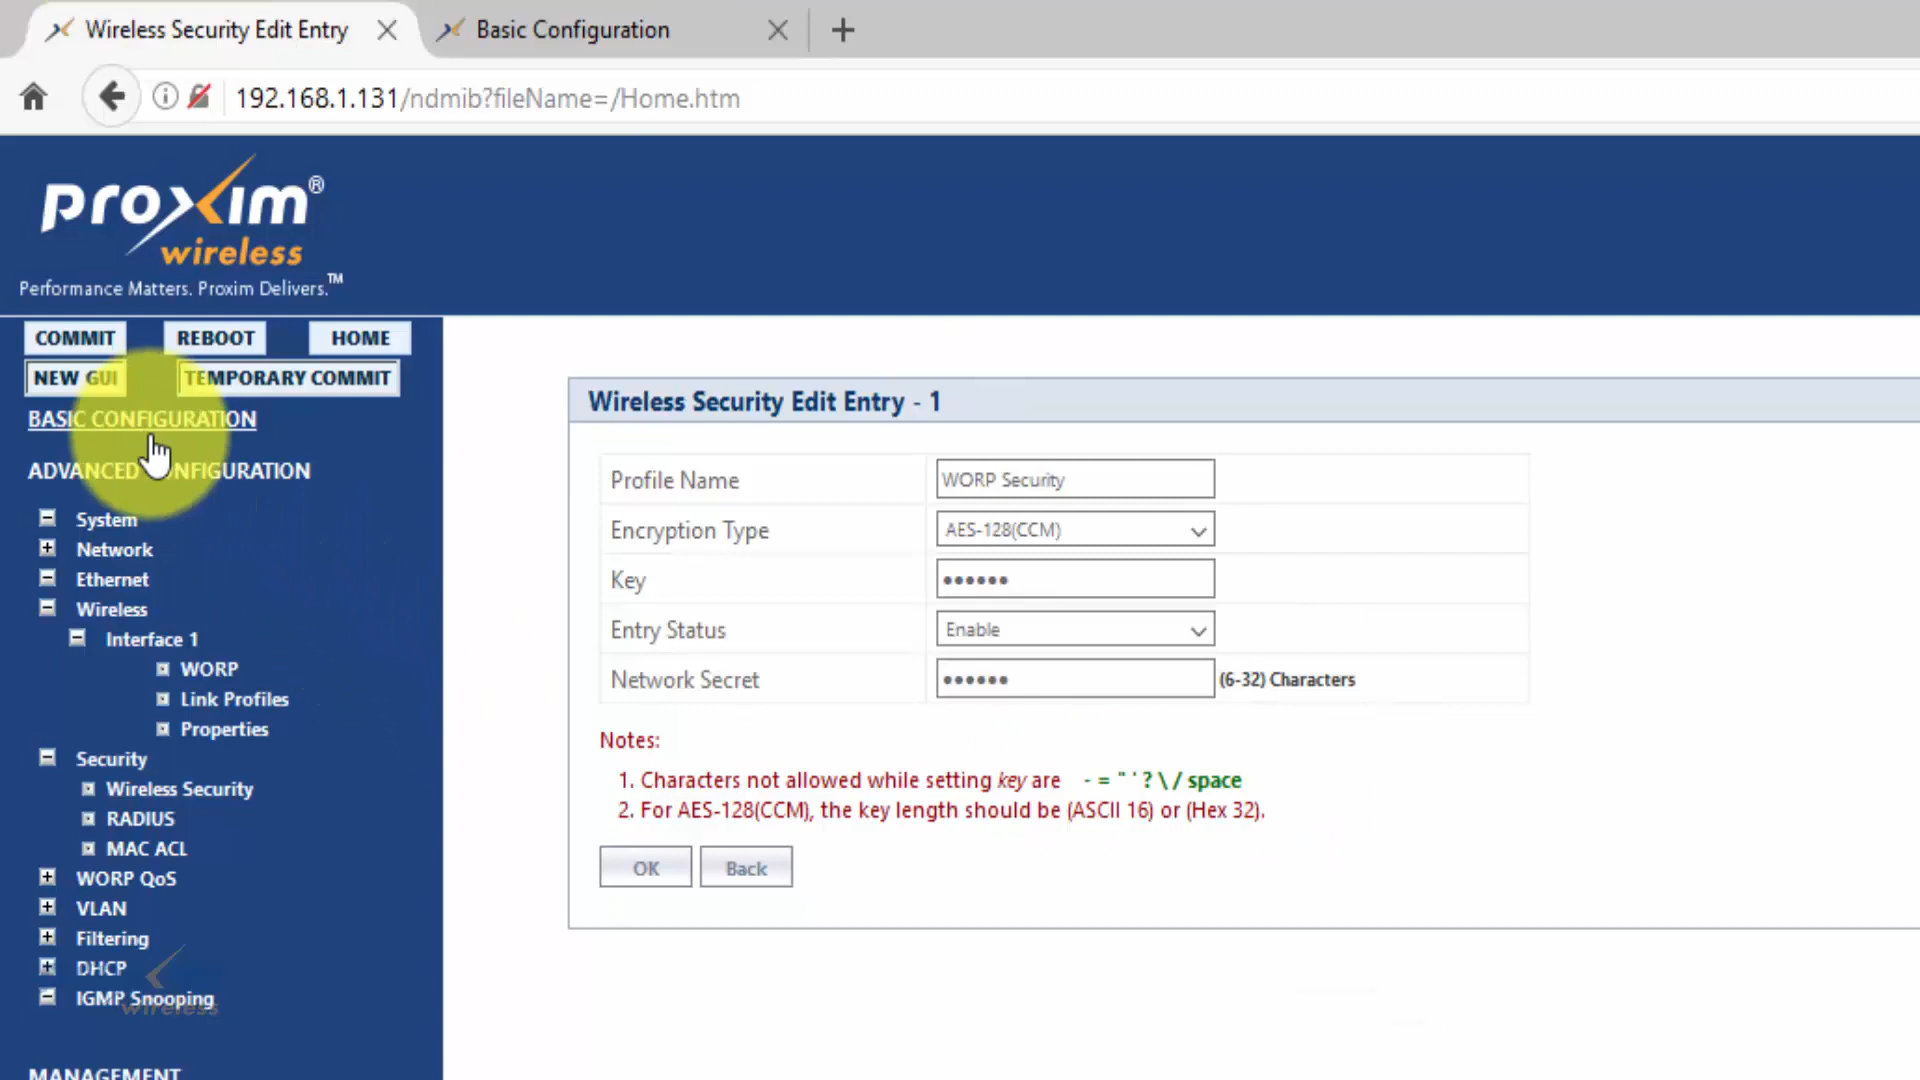 Wireless Security Edit Entry
Basic Configuration
192.168.1.131/ndmib?fileName=/Home.htm
proxim®
wireless
Performance Matters. Proxim Delivers.™
COMMIT
REBOOT
HOME
NEW GUI
TEMPORARY COMMIT
BASIC CONFIGURATION
ADVANCED CONFIGURATION
System
Network
Ethernet
Wireless
Interface 1
WORP
Link Profiles
Properties
Security
Wireless Security
RADIUS
MAC ACL
WORP QoS
VLAN
Filtering
DHCP
IGMP Snooping
wireless
MANAGEMENT
Wireless Security Edit Entry - 1
Profile Name
WORP Security
Encryption Type
AES-128(CCM)
Key
••••••
Entry Status
Enable
Network Secret
••••••
(6-32) Characters
Notes:
1. Characters not allowed while setting key are - = " ' ? \ / space
2. For AES-128(CCM), the key length should be (ASCII 16) or (Hex 32).
OK
Back